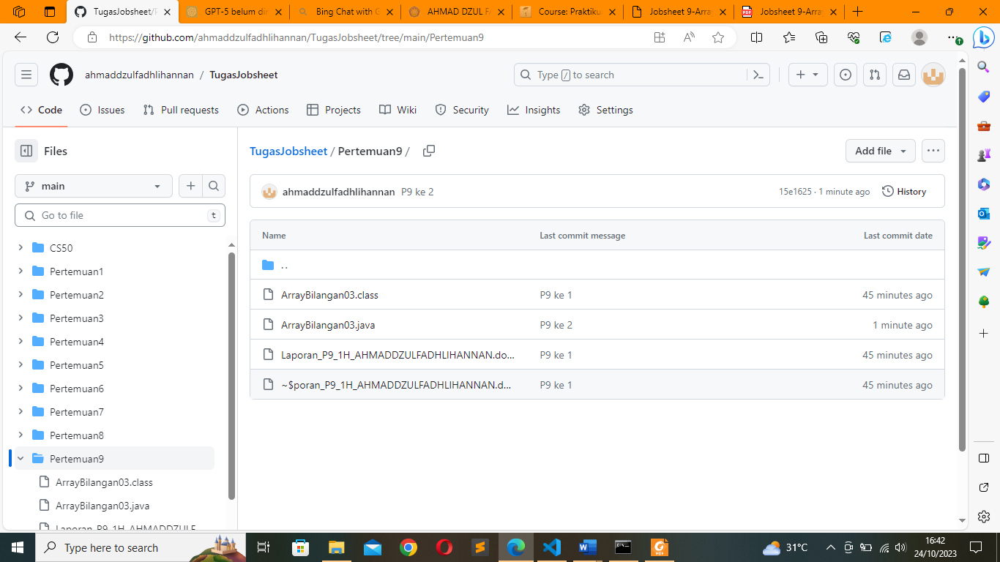 TugasJobsheet/P
GPT-5 belum dir
Bing Chat with G
AHMAD DZUL FA
Course: Praktiku
Jobsheet 9-Array
Jobsheet 9-Array
https://github.com/ahmaddzulfadhlihannan/TugasJobsheet/tree/main/Pertemuan9
ahmaddzulfadhlihannan / TugasJobsheet
Type / to search
Code
Issues
Pull requests
Actions
Projects
Wiki
Security
Insights
Settings
Files
main
Go to file
t
CS50
Pertemuan1
Pertemuan2
Pertemuan3
Pertemuan4
Pertemuan5
Pertemuan6
Pertemuan7
Pertemuan8
Pertemuan9
ArrayBilangan03.class
ArrayBilangan03.java
Laporan_P9_1H_AHMADDZULF
TugasJobsheet / Pertemuan9 /
Add file
ahmaddzulfadhlihannan P9 ke 2
15e1625 · 1 minute ago
History
Name Last commit message Last commit date
..
ArrayBilangan03.class P9 ke 1 45 minutes ago
ArrayBilangan03.java P9 ke 2 1 minute ago
Laporan_P9_1H_AHMADDZULFADHLIHANNAN.do... P9 ke 1 45 minutes ago
~$poran_P9_1H_AHMADDZULFADHLIHANNAN.d... P9 ke 1 45 minutes ago
Type here to search
31°C
16:42
24/10/2023